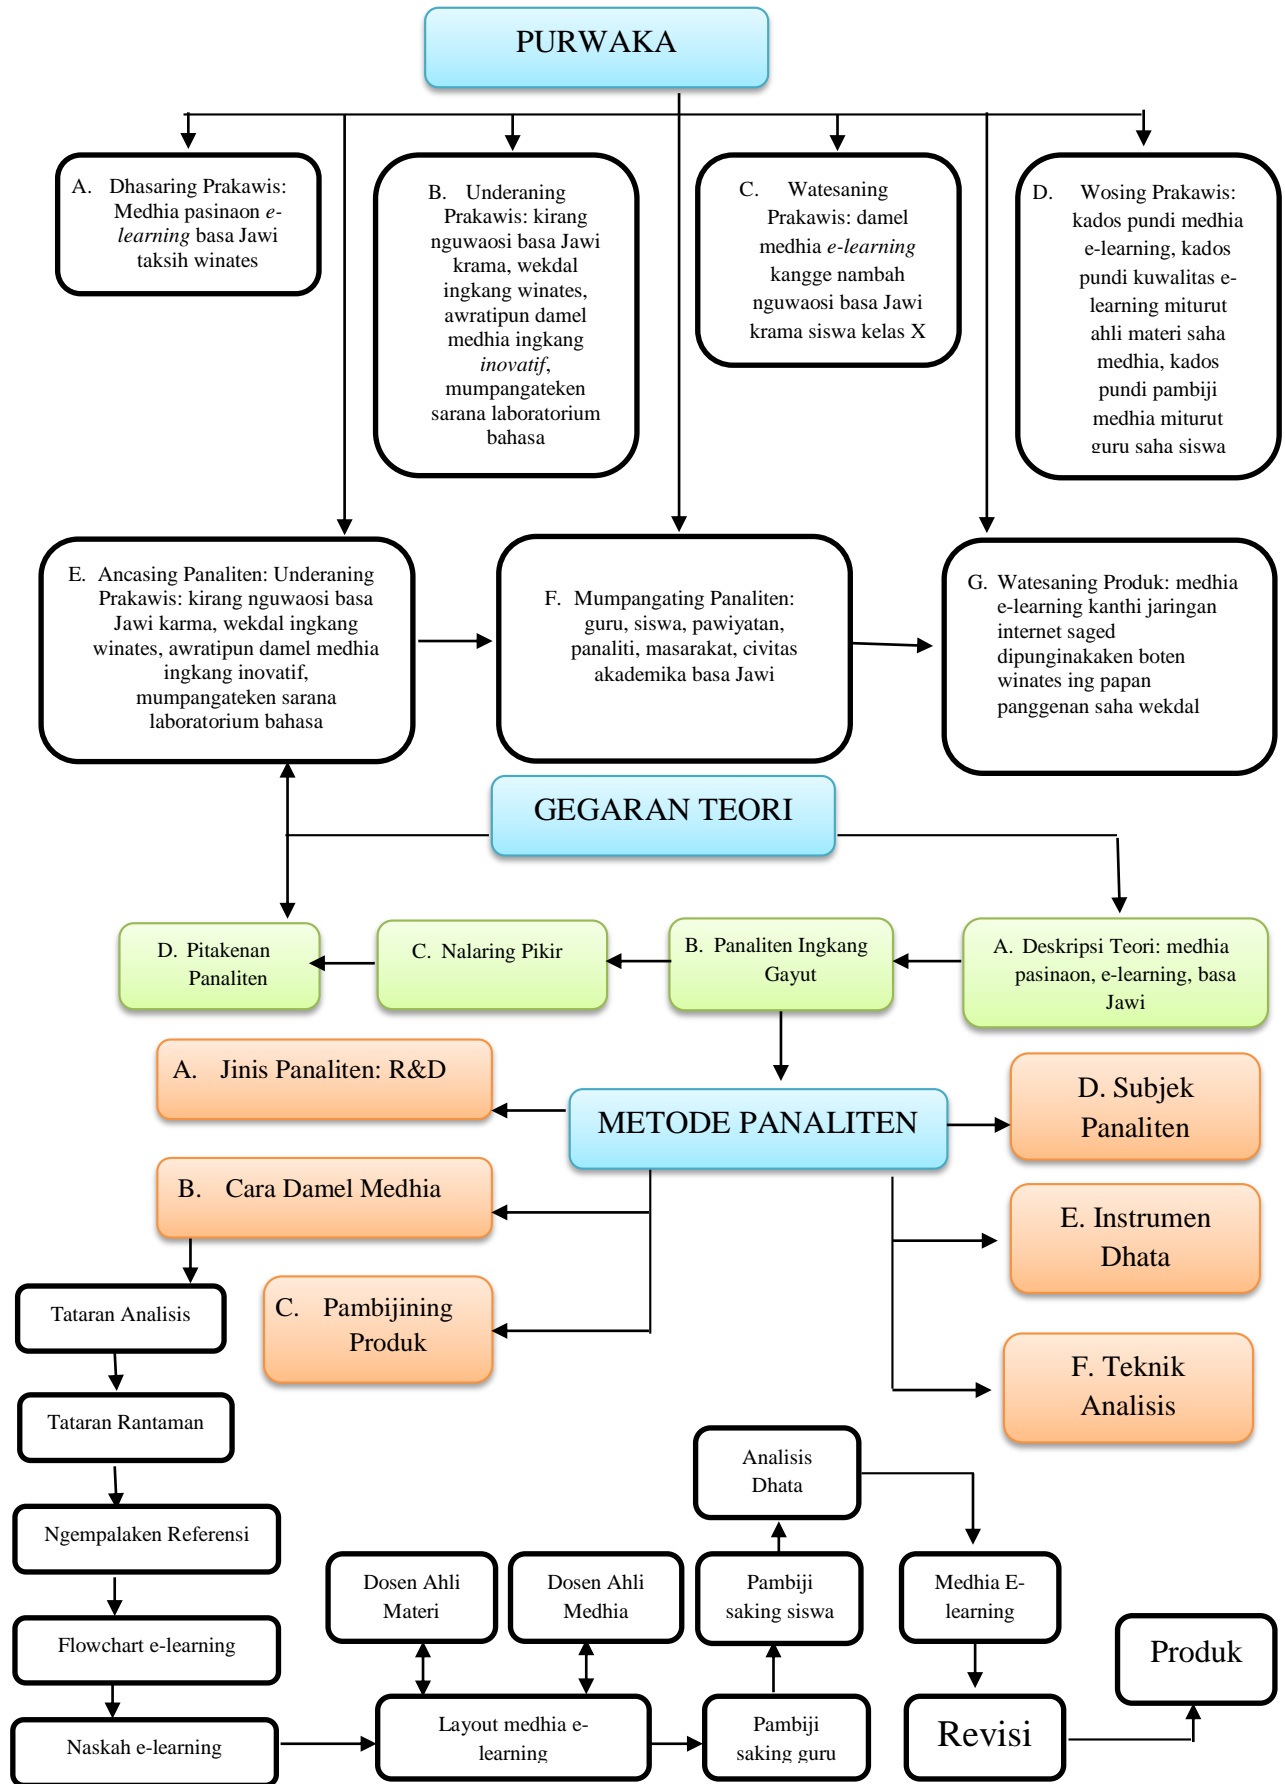 PURWAKA
A. Dhasaring Prakawis:
Medhia pasinaon e-
learning basa Jawi
taksih winates
B. Underaning
Prakawis: kirang
nguwaosi basa Jawi
krama, wekdal
ingkang winates,
awratipun damel
medhia ingkang
inovatif,
mumpangateken
sarana laboratorium
bahasa
C. Watesaning
Prakawis: damel
medhia e-learning
kangge nambah
nguwaosi basa Jawi
krama siswa kelas X
D. Wosing Prakawis:
kados pundi medhia
e-learning, kados
pundi kuwalitas e-
learning miturut
ahli materi saha
medhia, kados
pundi pambiji
medhia miturut
guru saha siswa
E. Ancasing Panaliten: Underaning
Prakawis: kirang nguwaosi basa
Jawi karma, wekdal ingkang
winates, awratipun damel medhia
ingkang inovatif,
mumpangateken sarana
laboratorium bahasa
F. Mumpangating Panaliten:
guru, siswa, pawiyatan,
panaliti, masarakat, civitas
akademika basa Jawi
G. Watesaning Produk: medhia
e-learning kanthi jaringan
internet saged
dipunginakaken boten
winates ing papan
panggenan saha wekdal
GEGARAN TEORI
D. Pitakenan
Panaliten
C. Nalaring Pikir
B. Panaliten Ingkang
Gayut
A. Deskripsi Teori: medhia
pasinaon, e-learning, basa
Jawi
A. Jinis Panaliten: R&D
METODE PANALITEN
D. Subjek
Panaliten
B. Cara Damel Medhia
E. Instrumen
Dhata
C. Pambijining
Produk
F. Teknik
Analisis
Tataran Analisis
Tataran Rantaman
Ngempalaken Referensi
Flowchart e-learning
Naskah e-learning
Dosen Ahli
Materi
Dosen Ahli
Medhia
Layout medhia e-
learning
Analisis
Dhata
Pambiji
saking siswa
Pambiji
saking guru
Medhia E-
learning
Revisi
Produk